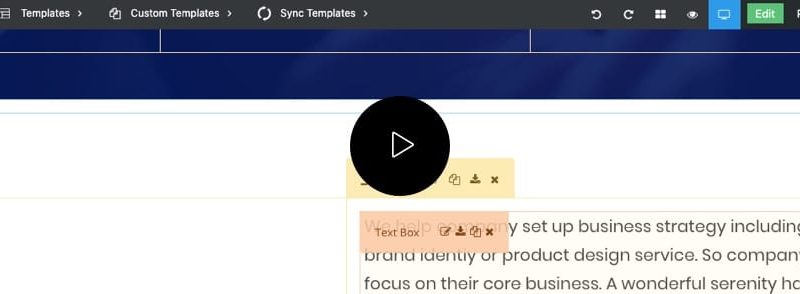 Templates
Custom Templates
Sync Templates
Edit
We help company set up business strategy including
Text Box
brand identiy or product design service. So company
focus on their core business. A wonderful serenity ha